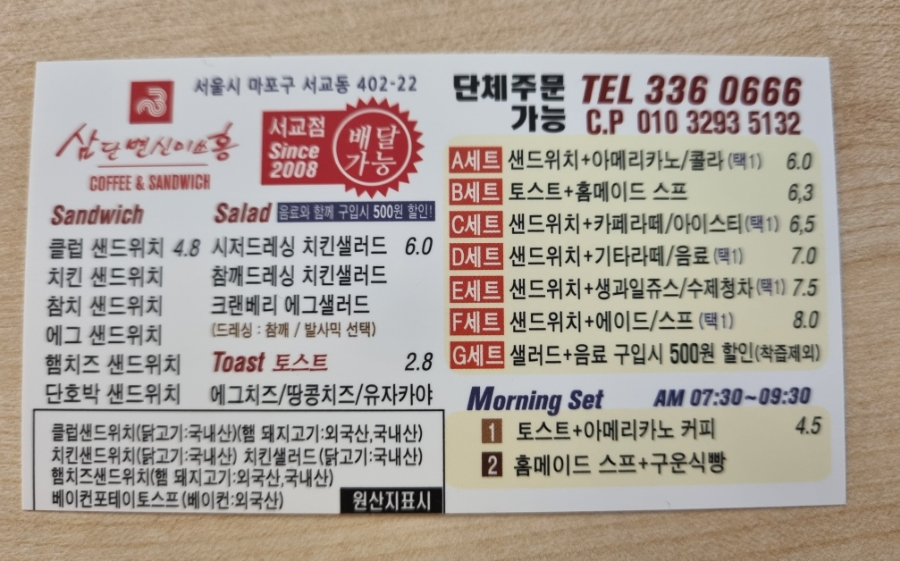 서울시 마포구 서교동 402-22
삼단변신이쓰홍
COFFEE & SANDWICH
서교점
Since
2008
배달
가능
단체주문
가능
TEL 336 0666
C.P 010 3293 5132
Sandwich
클럽 샌드위치 4.8
치킨 샌드위치
참치 샌드위치
에그 샌드위치
햄치즈 샌드위치
단호박 샌드위치
Salad 음료와 함께 구입시 500원 할인!
시저드레싱 치킨샐러드 6.0
참깨드레싱 치킨샐러드
크랜베리 에그샐러드
(드레싱 : 참깨 / 발사믹 선택)
Toast 토스트 2.8
에그치즈/땅콩치즈/유자카야
클럽샌드위치(닭고기:국내산)(햄 돼지고기:외국산,국내산)
치킨샌드위치(닭고기:국내산) 치킨샐러드(닭고기:국내산)
햄치즈샌드위치(햄 돼지고기:외국산,국내산)
베이컨포테이토스프(베이컨:외국산)
원산지표시
A세트 샌드위치+아메리카노/콜라(택1) 6.0
B세트 토스트+홈메이드 스프 6,3
C세트 샌드위치+카페라떼/아이스티(택1) 6,5
D세트 샌드위치+기타라떼/음료(택1) 7.0
E세트 샌드위치+생과일쥬스/수제청차(택1) 7.5
F세트 샌드위치+에이드/스프(택1) 8.0
G세트 샐러드+음료 구입시 500원 할인(착즙제외)
Morning Set AM 07:30~09:30
1 토스트+아메리카노 커피 4.5
2 홈메이드 스프+구운식빵